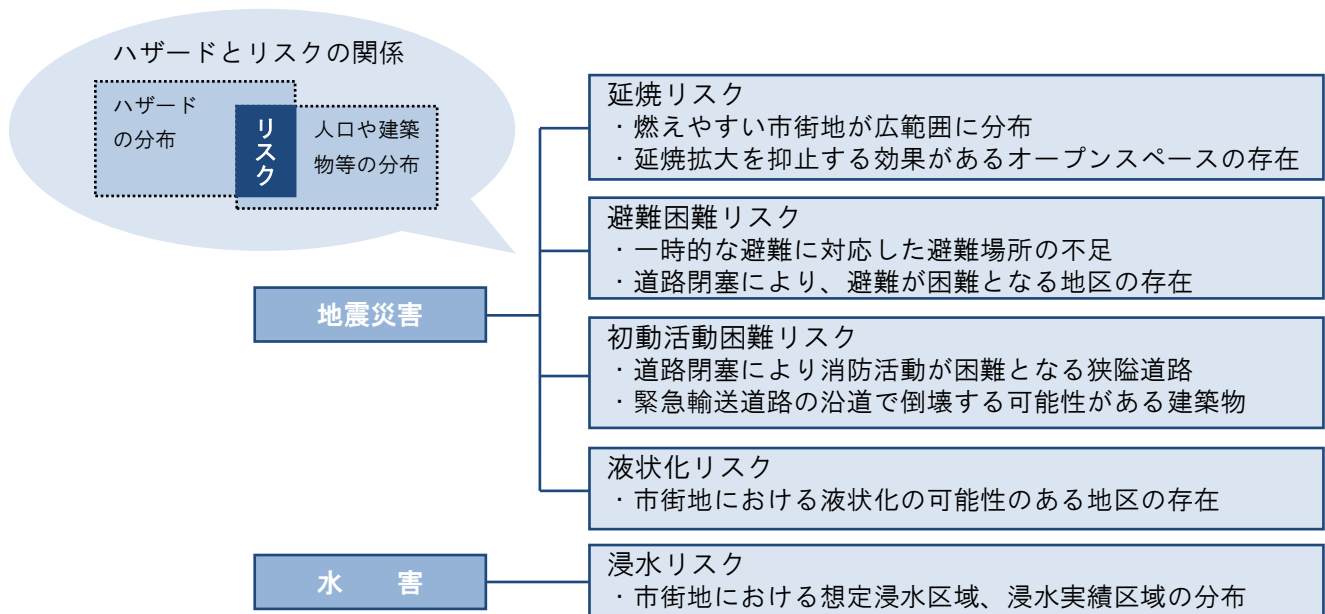 ハザードとリスクの関係
ハザード
の分布
リスク
人口や建築
物等の分布
延焼リスク
・燃えやすい市街地が広範囲に分布
・延焼拡大を抑止する効果があるオープンスペースの存在
避難困難リスク
・一時的な避難に対応した避難場所の不足
・道路閉塞により、避難が困難となる地区の存在
地震災害
初動活動困難リスク
・道路閉塞により消防活動が困難となる狭隘道路
・緊急輸送道路の沿道で倒壊する可能性がある建築物
液状化リスク
・市街地における液状化の可能性のある地区の存在
水　害
浸水リスク
・市街地における想定浸水区域、浸水実績区域の分布